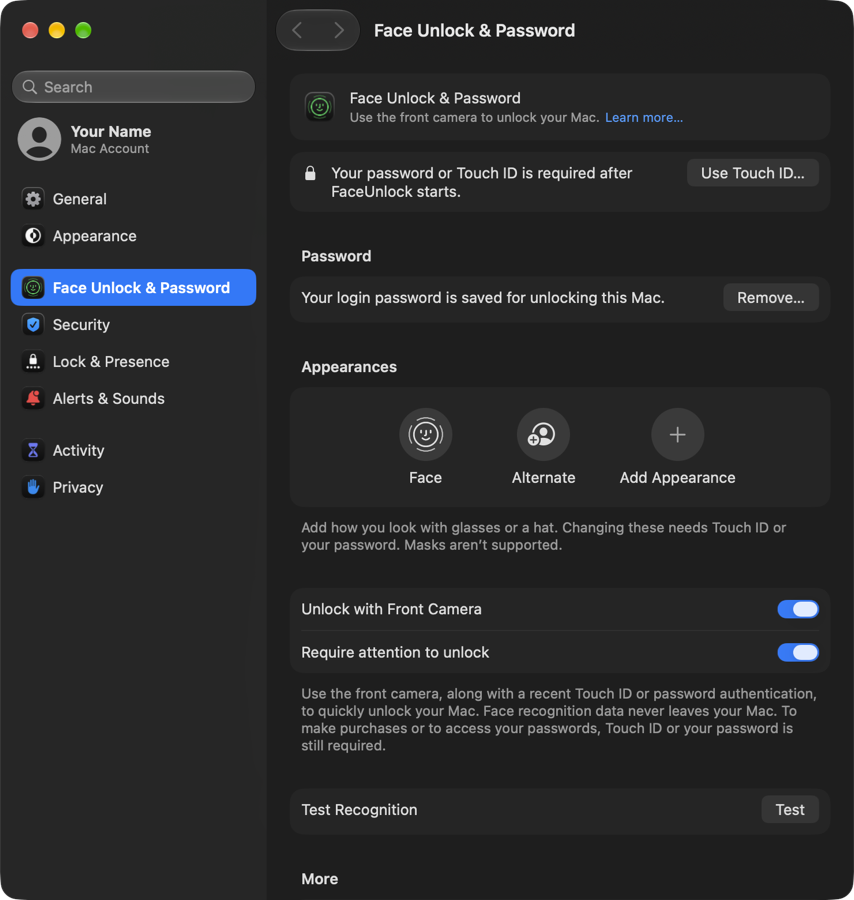 Face Unlock & Password
Search
Your Name
Mac Account
General
Appearance
Face Unlock & Password
Security
Lock & Presence
Alerts & Sounds
Activity
Privacy
Face Unlock & Password
Use the front camera to unlock your Mac. Learn more...
Your password or Touch ID is required after
FaceUnlock starts.
Use Touch ID...
Password
Your login password is saved for unlocking this Mac.
Remove...
Appearances
Face
Alternate
Add Appearance
Add how you look with glasses or a hat. Changing these needs Touch ID or
your password. Masks aren’t supported.
Unlock with Front Camera
Require attention to unlock
Use the front camera, along with a recent Touch ID or password authentication,
to quickly unlock your Mac. Face recognition data never leaves your Mac. To
make purchases or to access your passwords, Touch ID or your password is
still required.
Test Recognition
Test
More